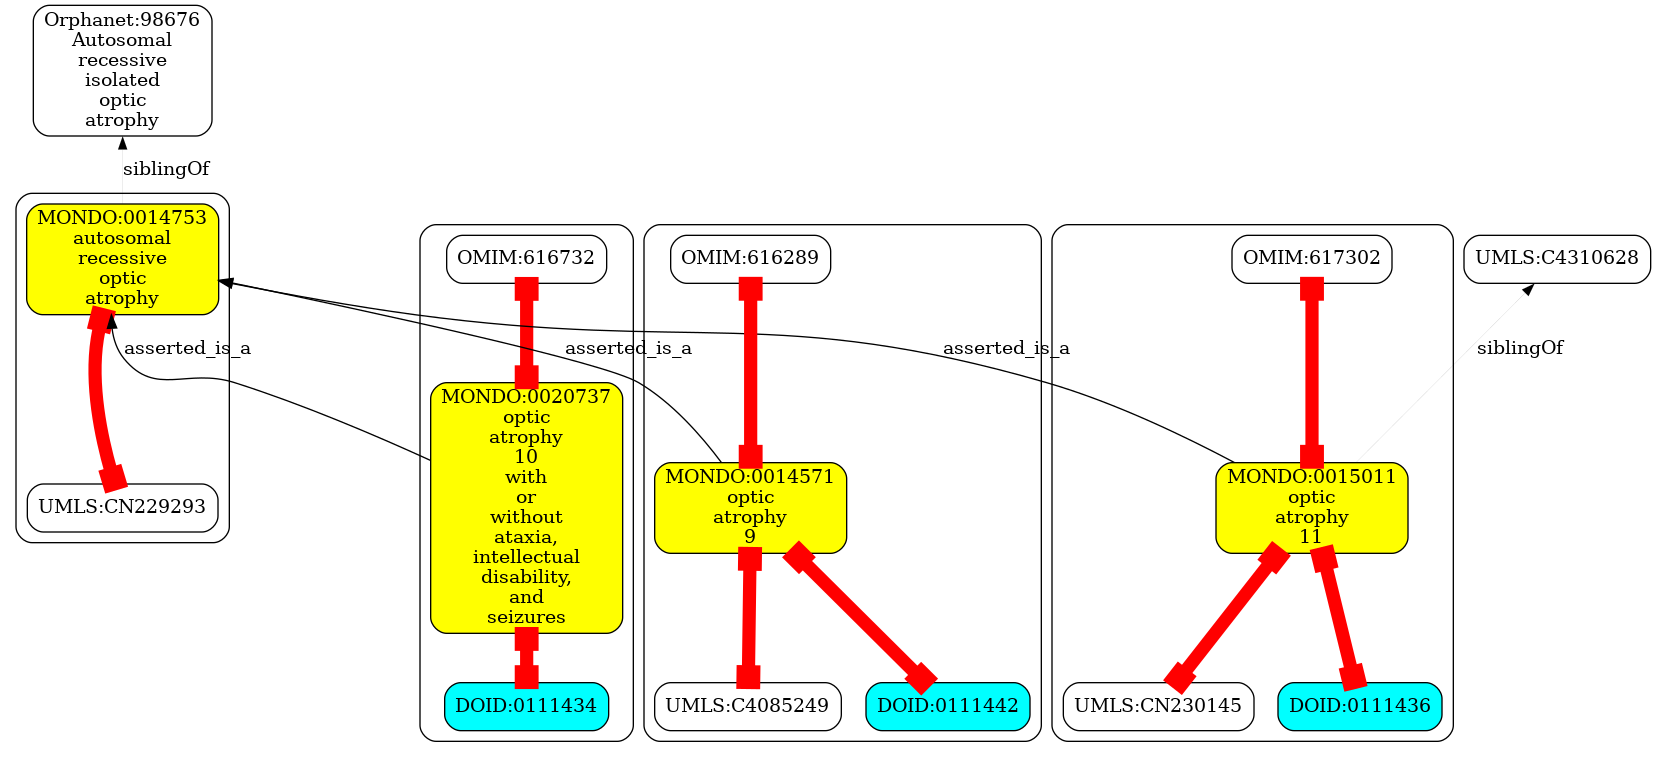 Orphanet:98676
Autosomal
recessive
isolated
optic
atrophy
siblingOf
MONDO:0014753
autosomal
recessive
optic
atrophy
asserted_is_a
UMLS:CN229293
OMIM:616732
MONDO:0020737
optic
atrophy
10
with
or
without
ataxia,
intellectual
disability,
and
seizures
DOID:0111434
OMIM:616289
asserted_is_a
MONDO:0014571
optic
atrophy
9
UMLS:C4085249
DOID:0111442
OMIM:617302
asserted_is_a
MONDO:0015011
optic
atrophy
11
UMLS:CN230145
DOID:0111436
UMLS:C4310628
siblingOf